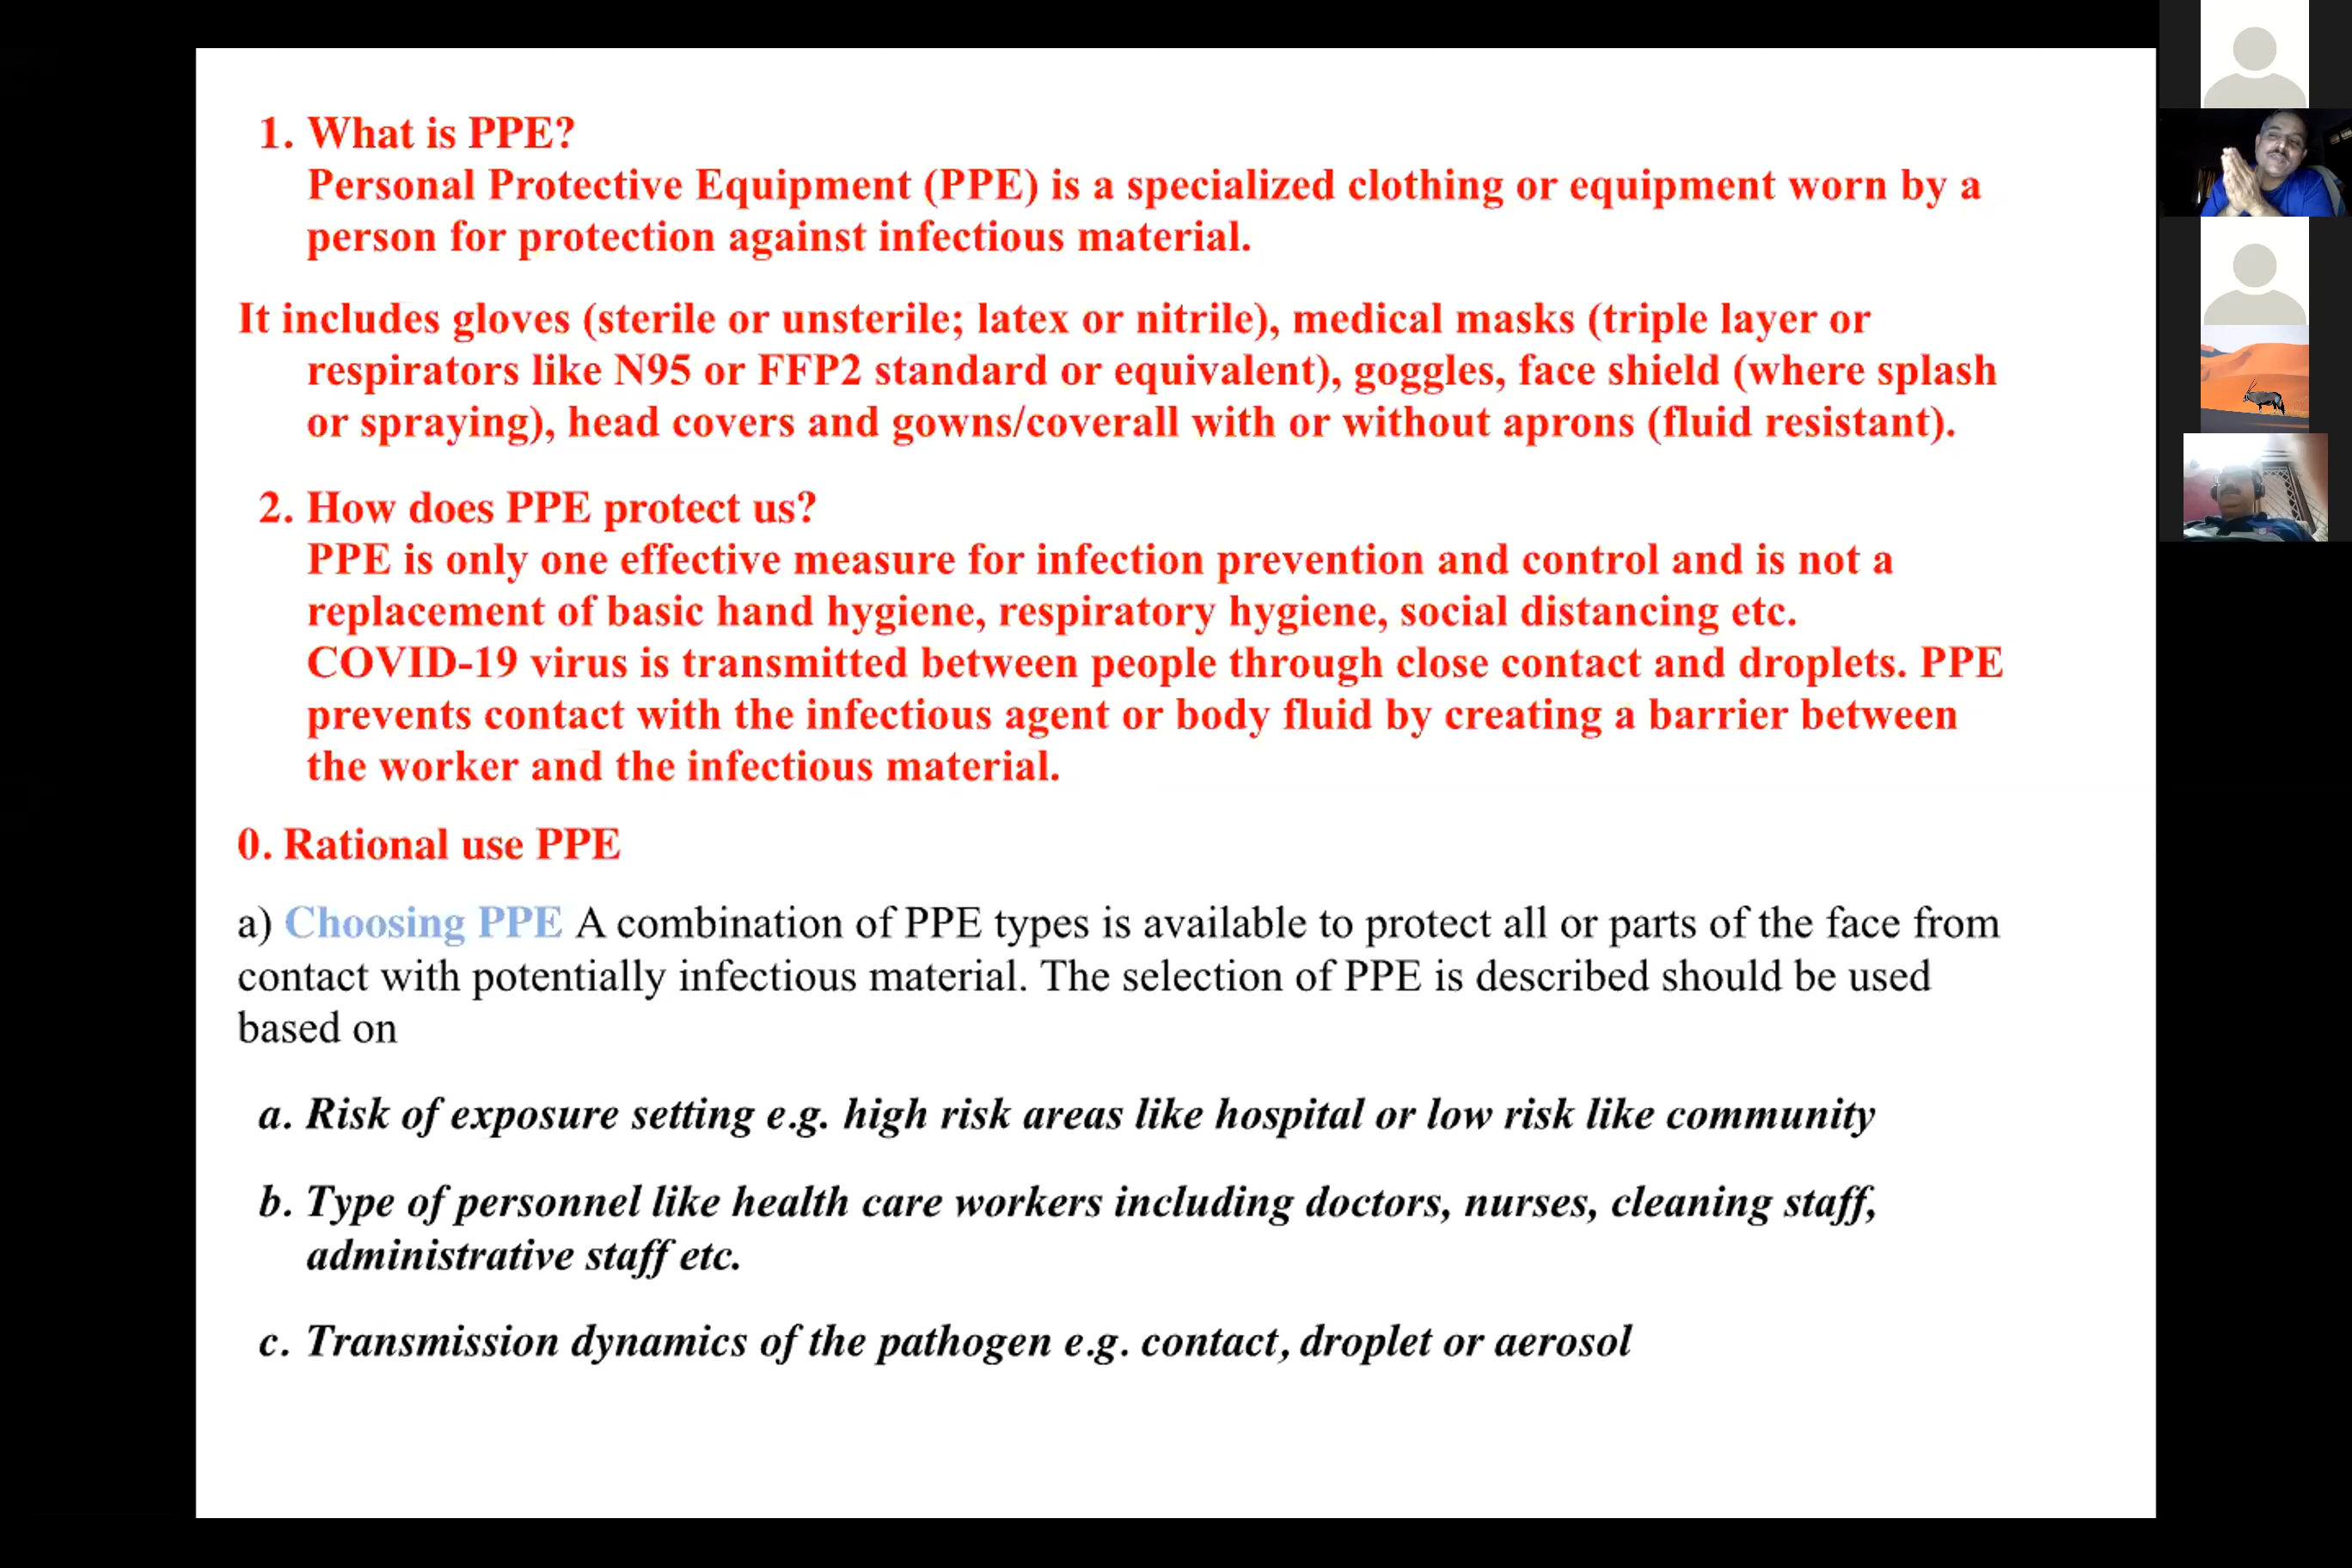 1. What is PPE?
Personal Protective Equipment (PPE) is a specialized clothing or equipment worn by a
person for protection against infectious material.
It includes gloves (sterile or unsterile; latex or nitrile), medical masks (triple layer or
respirators like N95 or FFP2 standard or equivalent), goggles, face shield (where splash
or spraying), head covers and gowns/coverall with or without aprons (fluid resistant).
2. How does PPE protect us?
PPE is only one effective measure for infection prevention and control and is not a
replacement of basic hand hygiene, respiratory hygiene, social distancing etc.
COVID-19 virus is transmitted between people through close contact and droplets. PPE
prevents contact with the infectious agent or body fluid by creating a barrier between
the worker and the infectious material.
0. Rational use PPE
a) Choosing PPE A combination of PPE types is available to protect all or parts of the face from
contact with potentially infectious material. The selection of PPE is described should be used
based on
a. Risk of exposure setting e.g. high risk areas like hospital or low risk like community
b. Type of personnel like health care workers including doctors, nurses, cleaning staff,
administrative staff etc.
c. Transmission dynamics of the pathogen e.g. contact, droplet or aerosol